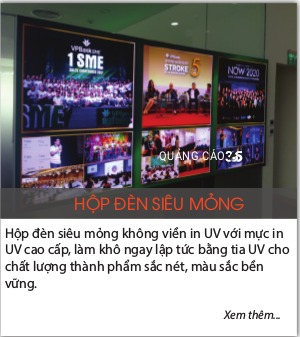 VPBank SME
1SME
STROKE 5
NOW 2020
SME
QUẢNG CÁO 365
HỘP ĐÈN SIÊU MỎNG
Hộp đèn siêu mỏng không viền in UV với mực in
UV cao cấp, làm khô ngay lập tức bằng tia UV cho
chất lượng thành phẩm sắc nét, màu sắc bền
vững.
Xem thêm...